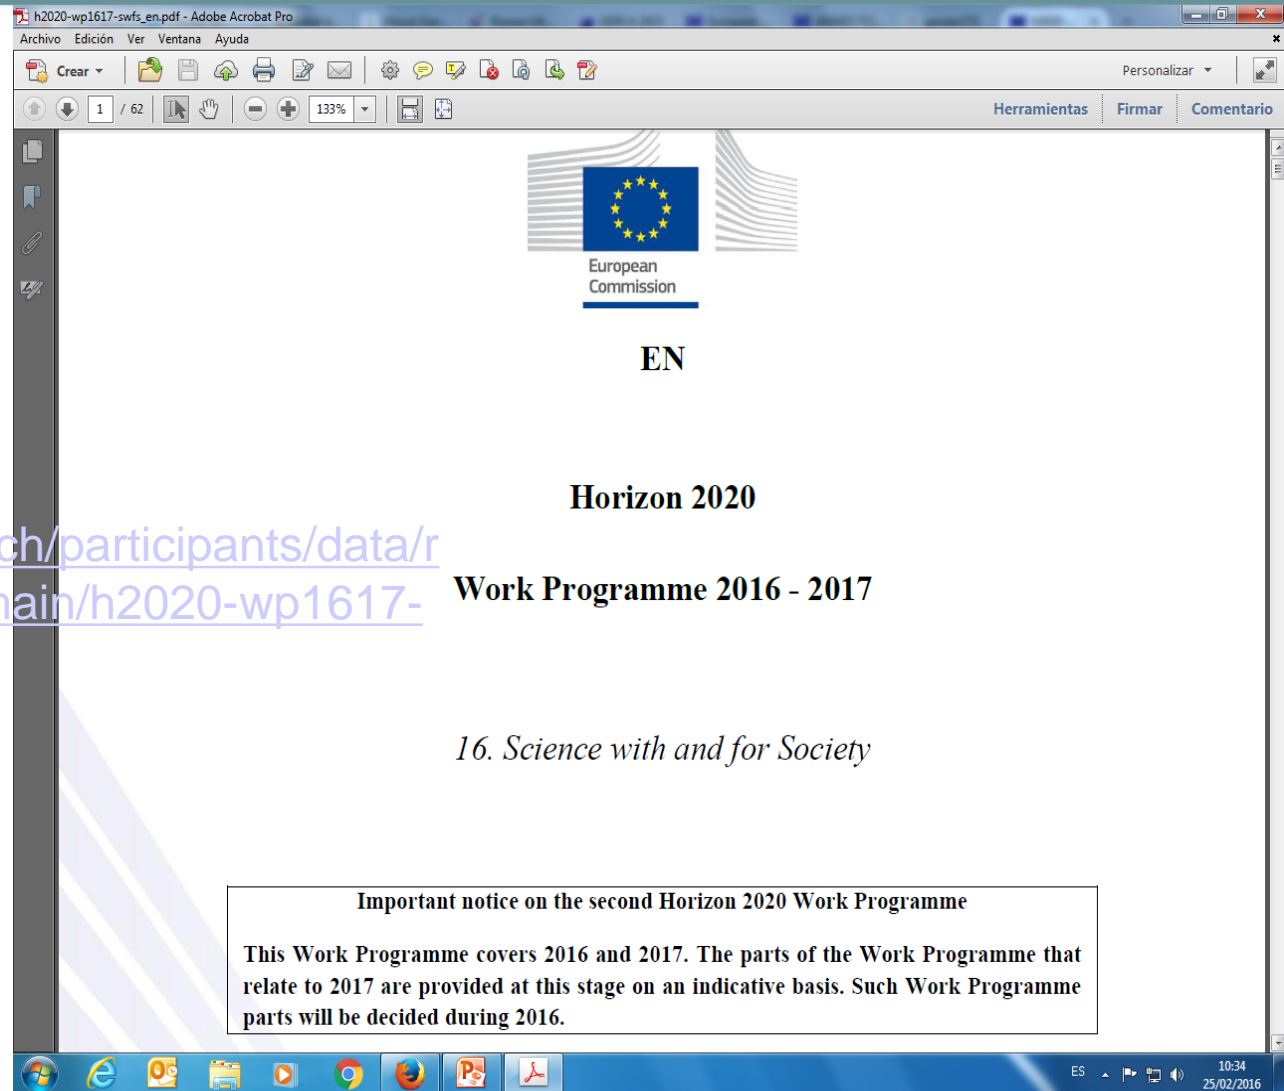 h2020-wp1617-swfs_en.pdf - Adobe Acrobat Pro
Archivo Edición Ver Ventana Ayuda
Crear Personalizar
1 / 62 133% Herramientas Firmar Comentario
European
Commission
EN
Horizon 2020
ch/participants/data/r
Work Programme 2016 - 2017
main/h2020-wp1617-
16. Science with and for Society
Important notice on the second Horizon 2020 Work Programme
This Work Programme covers 2016 and 2017. The parts of the Work Programme that
relate to 2017 are provided at this stage on an indicative basis. Such Work Programme
parts will be decided during 2016.
ES 10:34
25/02/2016